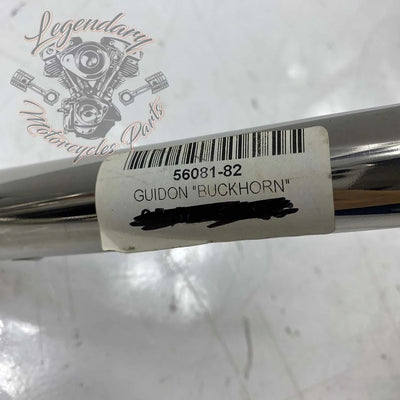 Legendary
Motorcycles Parts
56081-82
GUIDON "BUCKHORN"